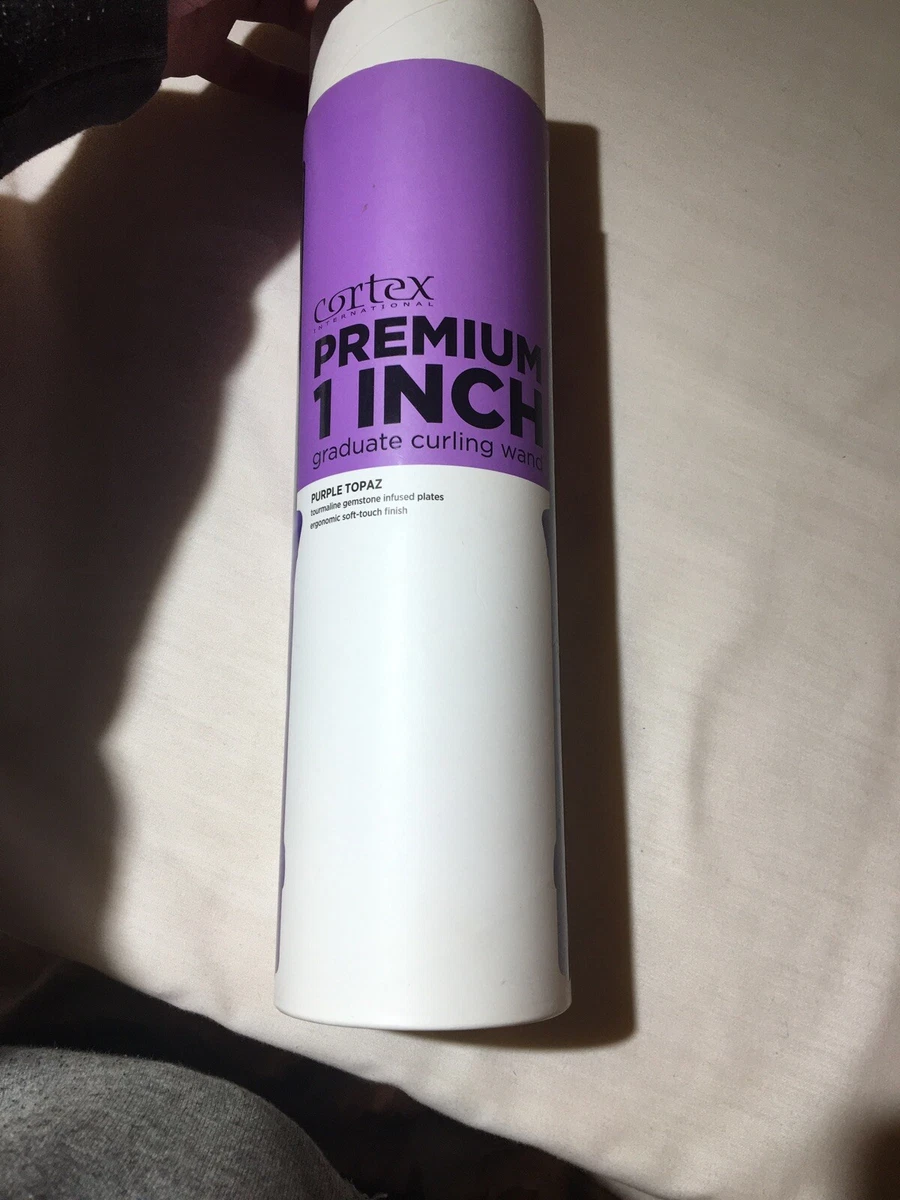 cortex
INTERNATIONAL
PREMIUM
1 INCH
graduate curling wand
PURPLE TOPAZ
tourmaline gemstone infused plates
ergonomic soft-touch finish